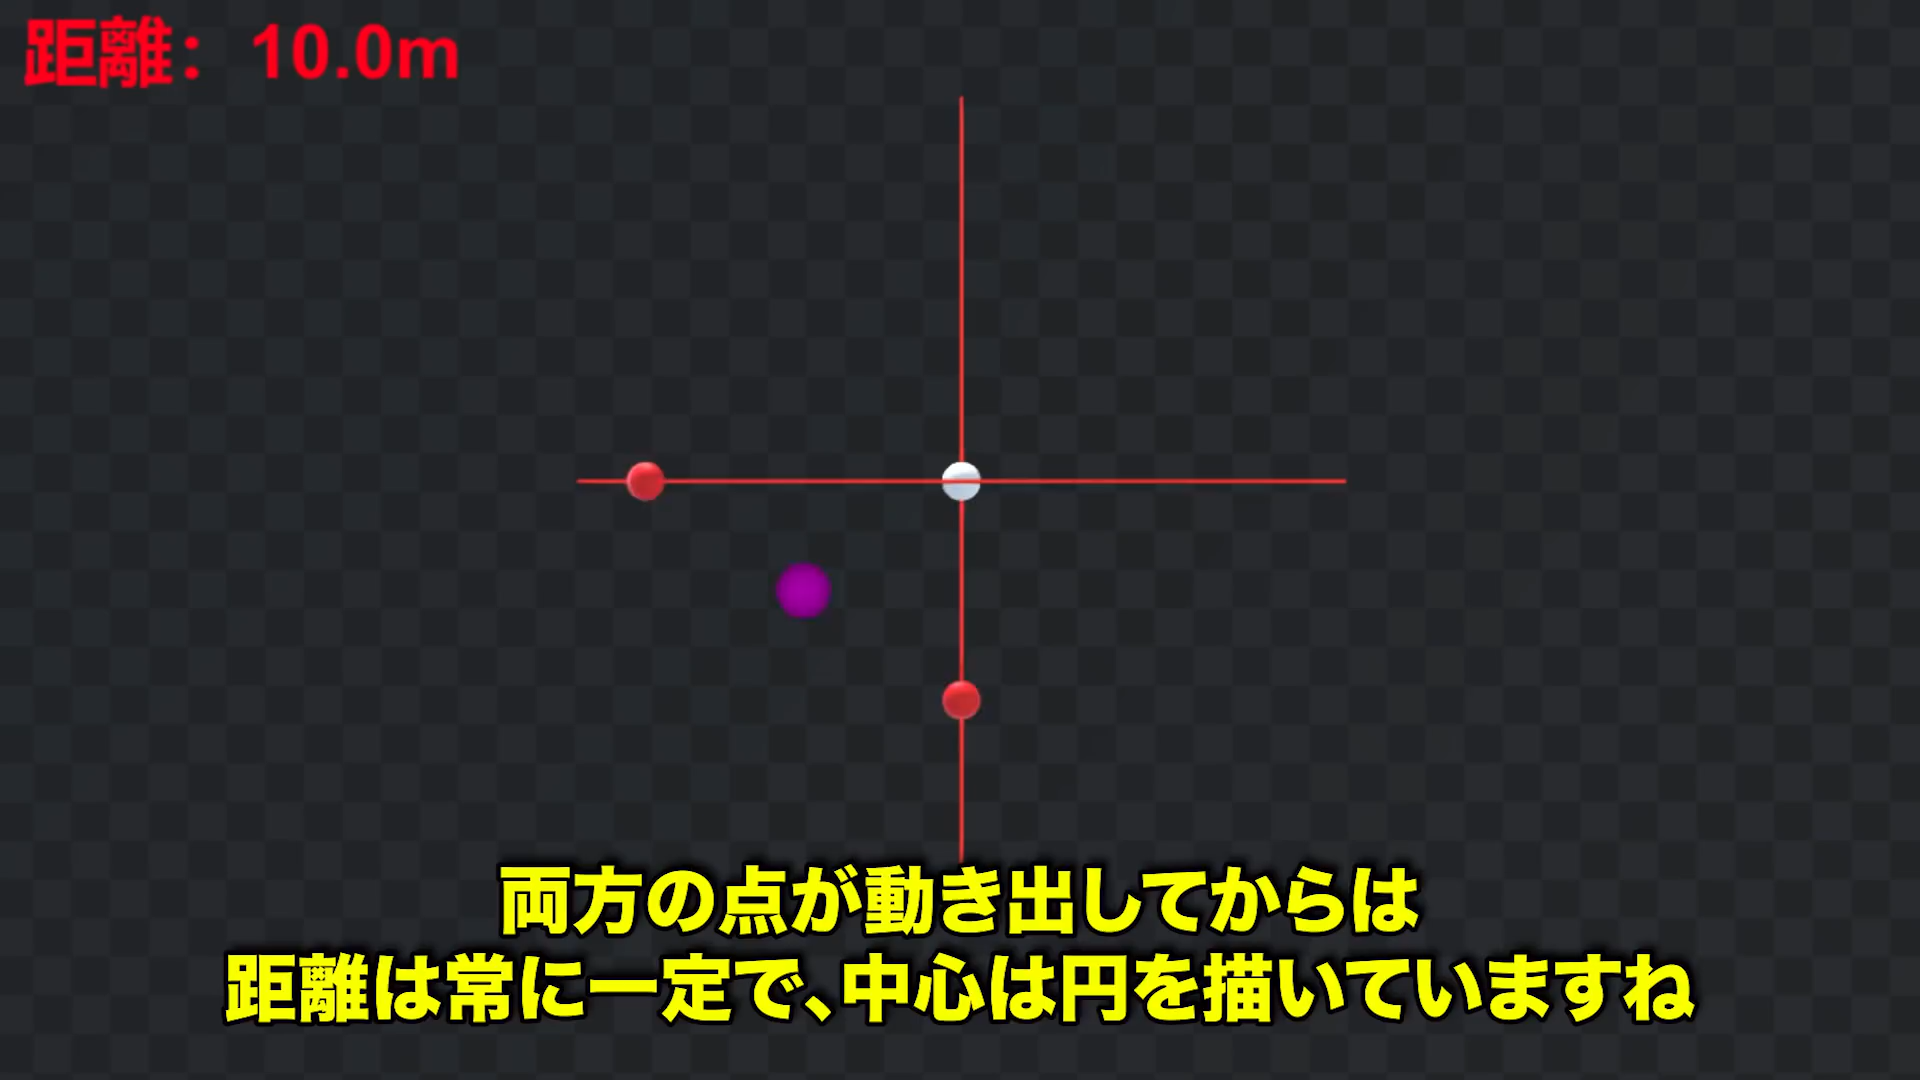 距離：10.0m
両方の点が動き出してからは
距離は常に一定で、中心は円を描いていますね